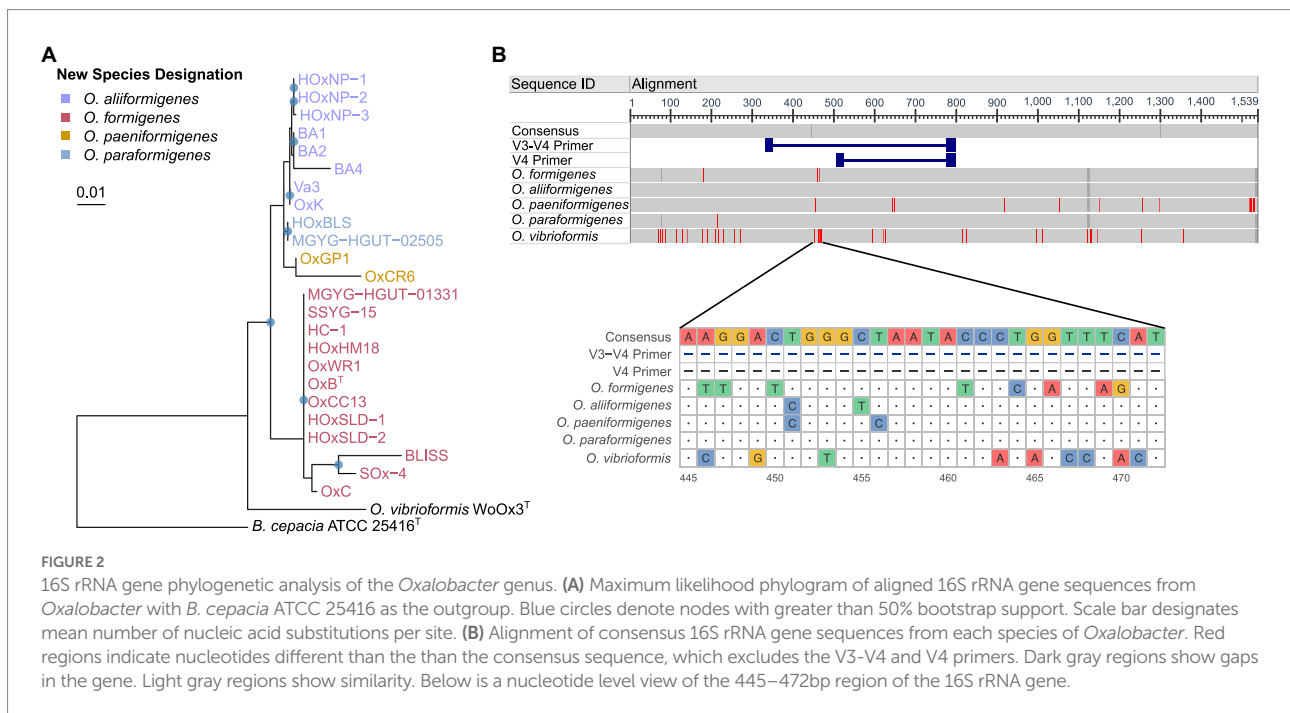 A
New Species Designation
O. aliiformigenes
O. formigenes
O. paeniformigenes
O. paraformigenes
0.01
HOxNP−1
HOxNP−2
HOxNP−3
BA1
BA2
BA4
Va3
OxK
HOxBLS
MGYG−HGUT−02505
OxGP1
OxCR6
MGYG−HGUT−01331
SSYG−15
HC−1
HOxHM18
OxWR1
OxBᵀ
OxCC13
HOxSLD−1
HOxSLD−2
BLISS
SOx−4
OxC
O. vibrioformis WoOx3ᵀ
B. cepacia ATCC 25416ᵀ
B
Sequence ID Alignment
1 100 200 300 400 500 600 700 800 900 1,000 1,100 1,200 1,300 1,400 1,539
Consensus
V3-V4 Primer
V4 Primer
O. formigenes
O. aliiformigenes
O. paeniformigenes
O. paraformigenes
O. vibrioformis
Consensus A A G G A C T G G G C T A A T A C C C T G G T T T C A T
V3−V4 Primer − − − − − − − − − − − − − − − − − − − − − − − − − − − −
V4 Primer − − − − − − − − − − − − − − − − − − − − − − − − − − − −
O. formigenes · T T · · T · · · · · · · · · · T · · C · A · · A G · ·
O. aliiformigenes · · · · · · C · · · T · · · · · · · · · · · · · · · · ·
O. paeniformigenes · · · · · · C · · · · C · · · · · · · · · · · · · · · ·
O. paraformigenes · · · · · · · · · · · · · · · · · · · · · · · · · · · ·
O. vibrioformis · C · · G · · · T · · · · · · · · · A · A · C C · A C ·
445 450 455 460 465 470
FIGURE 2
16S rRNA gene phylogenetic analysis of the Oxalobacter genus. (A) Maximum likelihood phylogram of aligned 16S rRNA gene sequences from
Oxalobacter with B. cepacia ATCC 25416 as the outgroup. Blue circles denote nodes with greater than 50% bootstrap support. Scale bar designates
mean number of nucleic acid substitutions per site. (B) Alignment of consensus 16S rRNA gene sequences from each species of Oxalobacter. Red
regions indicate nucleotides different than the than the consensus sequence, which excludes the V3-V4 and V4 primers. Dark gray regions show gaps
in the gene. Light gray regions show similarity. Below is a nucleotide level view of the 445–472bp region of the 16S rRNA gene.